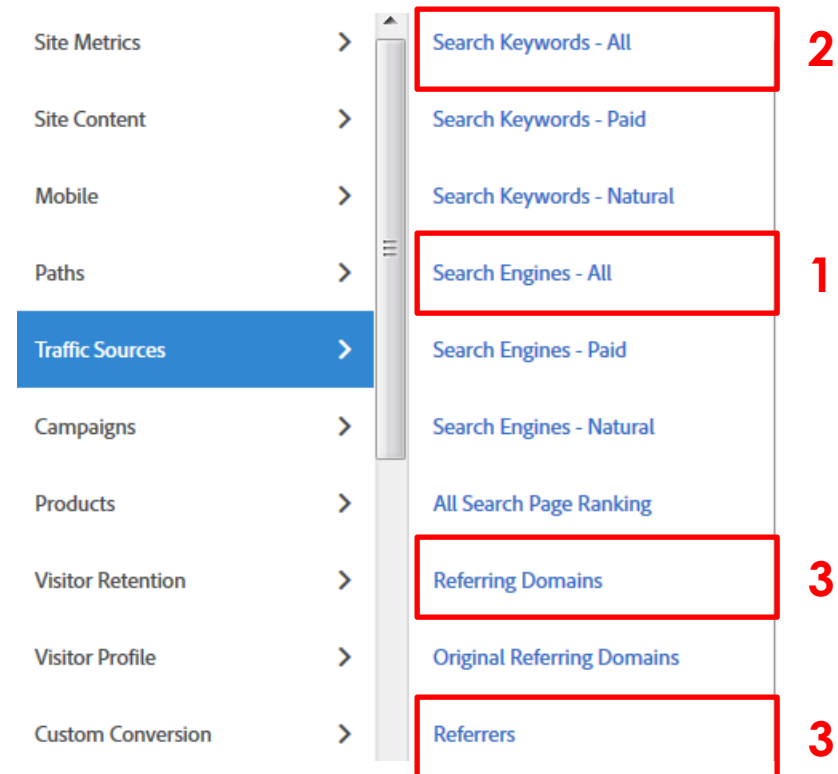 Site Metrics
Site Content
Mobile
Paths
Traffic Sources
Campaigns
Products
Visitor Retention
Visitor Profile
Custom Conversion
Search Keywords - All
2
Search Keywords - Paid
Search Keywords - Natural
Search Engines - All
1
Search Engines - Paid
Search Engines - Natural
All Search Page Ranking
Referring Domains
3
Original Referring Domains
Referrers
3